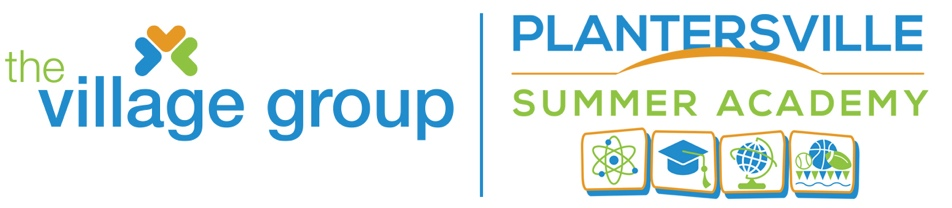 the
village group
PLANTERSVILLE
SUMMER ACADEMY